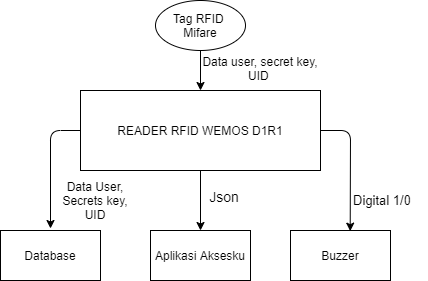 Tag RFID
Mifare
Data user, secret key,
UID
READER RFID WEMOS D1R1
Data User,
Secrets key,
UID
Json
Digital 1/0
Database
Aplikasi Aksesku
Buzzer